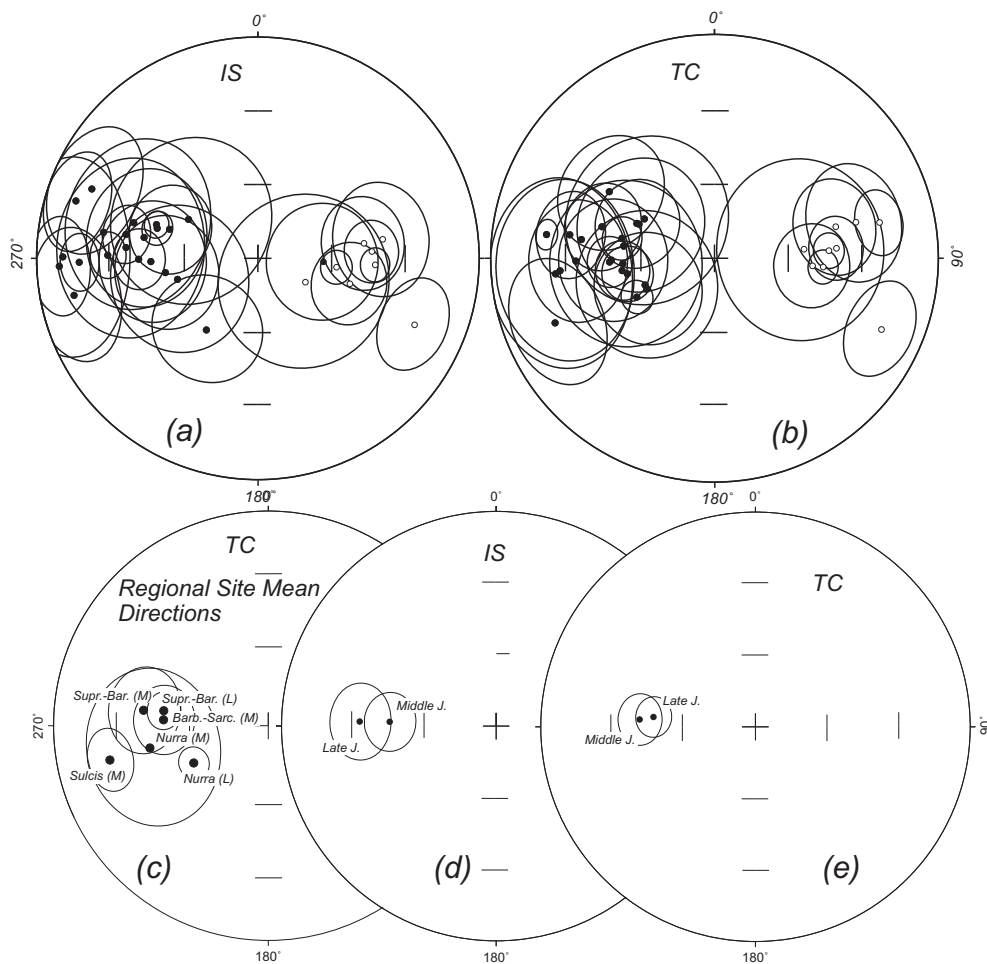 0°
0°
IS
TC
270°
90°
(a)
(b)
180°
180°
0°
0°
0°
TC
IS
TC
Regional Site Mean
Directions
Supr.-Bar. (M)
Supr.-Bar. (L)
Barb.-Sarc. (M)
Nurra (M)
Sulcis (M)
Nurra (L)
270°
Middle J.
Late J.
Late J.
Middle J.
90°
(c)
(d)
(e)
180°
180°
180°